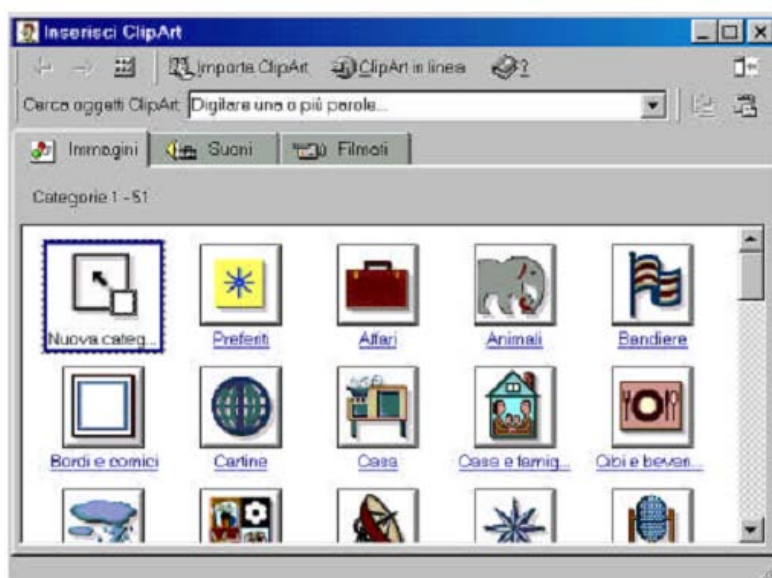 Inserisci ClipArt
Importa ClipArt ClipArt in linea ?
Cerca oggetti ClipArt: Digitare una o più parole...
Immagini Suoni Filmati
Categorie 1 - 51
Nuova categ... Preferiti Affari Animali Bandiere
Bordi e cornici Cartine Casa Casa e famig... Cibi e bevan...